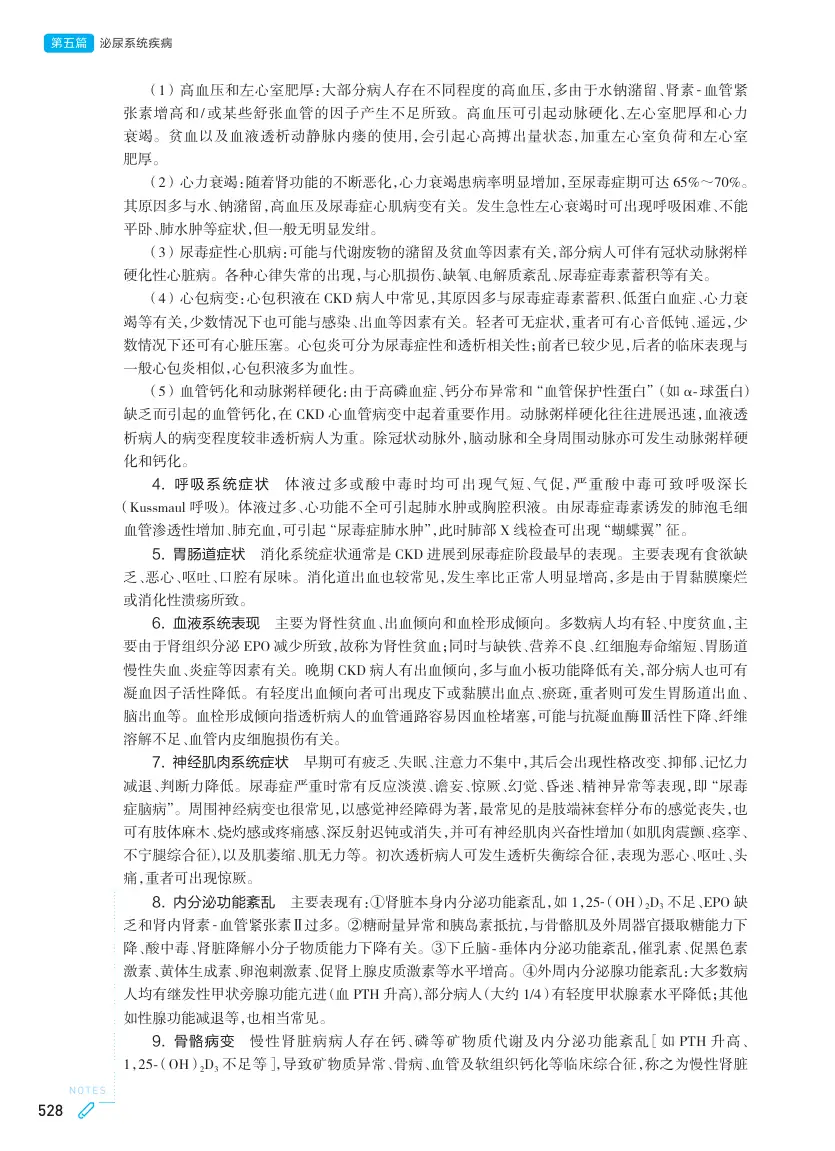 第五篇 泌尿系统疾病
（1）高血压和左心室肥厚：大部分病人存在不同程度的高血压，多由于水钠潴留、肾素-血管紧
张素增高和/或某些舒张血管的因子产生不足所致。高血压可引起动脉硬化、左心室肥厚和心力
衰竭。贫血以及血液透析动静脉内瘘的使用，会引起心高搏出量状态，加重左心室负荷和左心室
肥厚。
（2）心力衰竭：随着肾功能的不断恶化，心力衰竭患病率明显增加，至尿毒症期可达65%～70%。
其原因多与水、钠潴留，高血压及尿毒症心肌病变有关。发生急性左心衰竭时可出现呼吸困难、不能
平卧、肺水肿等症状，但一般无明显发绀。
（3）尿毒症性心肌病：可能与代谢废物的潴留及贫血等因素有关，部分病人可伴有冠状动脉粥样
硬化性心脏病。各种心律失常的出现，与心肌损伤、缺氧、电解质紊乱、尿毒症毒素蓄积等有关。
（4）心包病变：心包积液在CKD病人中常见，其原因多与尿毒症毒素蓄积、低蛋白血症、心力衰
竭等有关，少数情况下也可能与感染、出血等因素有关。轻者可无症状，重者可有心音低钝、遥远，少
数情况下还可有心脏压塞。心包炎可分为尿毒症性和透析相关性；前者已较少见，后者的临床表现与
一般心包炎相似，心包积液多为血性。
（5）血管钙化和动脉粥样硬化：由于高磷血症、钙分布异常和“血管保护性蛋白”（如α-球蛋白）
缺乏而引起的血管钙化，在CKD心血管病变中起着重要作用。动脉粥样硬化往往进展迅速，血液透
析病人的病变程度较非透析病人为重。除冠状动脉外，脑动脉和全身周围动脉亦可发生动脉粥样硬
化和钙化。
4. 呼吸系统症状 体液过多或酸中毒时均可出现气短、气促，严重酸中毒可致呼吸深长
（Kussmaul呼吸）。体液过多、心功能不全可引起肺水肿或胸腔积液。由尿毒症毒素诱发的肺泡毛细
血管渗透性增加、肺充血，可引起“尿毒症肺水肿”，此时肺部X线检查可出现“蝴蝶翼”征。
5. 胃肠道症状 消化系统症状通常是CKD进展到尿毒症阶段最早的表现。主要表现有食欲缺
乏、恶心、呕吐、口腔有尿味。消化道出血也较常见，发生率比正常人明显增高，多是由于胃黏膜糜烂
或消化性溃疡所致。
6. 血液系统表现 主要为肾性贫血、出血倾向和血栓形成倾向。多数病人均有轻、中度贫血，主
要由于肾组织分泌EPO减少所致，故称为肾性贫血；同时与缺铁、营养不良、红细胞寿命缩短、胃肠道
慢性失血、炎症等因素有关。晚期CKD病人有出血倾向，多与血小板功能降低有关，部分病人也可有
凝血因子活性降低。有轻度出血倾向者可出现皮下或黏膜出血点、瘀斑，重者则可发生胃肠道出血、
脑出血等。血栓形成倾向指透析病人的血管通路容易因血栓堵塞，可能与抗凝血酶Ⅲ活性下降、纤维
溶解不足、血管内皮细胞损伤有关。
7. 神经肌肉系统症状 早期可有疲乏、失眠、注意力不集中，其后会出现性格改变、抑郁、记忆力
减退、判断力降低。尿毒症严重时常有反应淡漠、谵妄、惊厥、幻觉、昏迷、精神异常等表现，即“尿毒
症脑病”。周围神经病变也很常见，以感觉神经障碍为著，最常见的是肢端袜套样分布的感觉丧失，也
可有肢体麻木、烧灼感或疼痛感、深反射迟钝或消失，并可有神经肌肉兴奋性增加（如肌肉震颤、痉挛、
不宁腿综合征），以及肌萎缩、肌无力等。初次透析病人可发生透析失衡综合征，表现为恶心、呕吐、头
痛，重者可出现惊厥。
8. 内分泌功能紊乱 主要表现有：①肾脏本身内分泌功能紊乱，如1,25-（OH）₂D₃不足、EPO缺
乏和肾内肾素-血管紧张素Ⅱ过多。②糖耐量异常和胰岛素抵抗，与骨骼肌及外周器官摄取糖能力下
降、酸中毒、肾脏降解小分子物质能力下降有关。③下丘脑-垂体内分泌功能紊乱，催乳素、促黑色素
激素、黄体生成素、卵泡刺激素、促肾上腺皮质激素等水平增高。④外周内分泌腺功能紊乱：大多数病
人均有继发性甲状旁腺功能亢进（血PTH升高），部分病人（大约1/4）有轻度甲状腺素水平降低；其他
如性腺功能减退等，也相当常见。
9. 骨骼病变 慢性肾脏病病人存在钙、磷等矿物质代谢及内分泌功能紊乱［如PTH升高、
1,25-（OH）₂D₃不足等］，导致矿物质异常、骨病、血管及软组织钙化等临床综合征，称之为慢性肾脏
NOTES
528